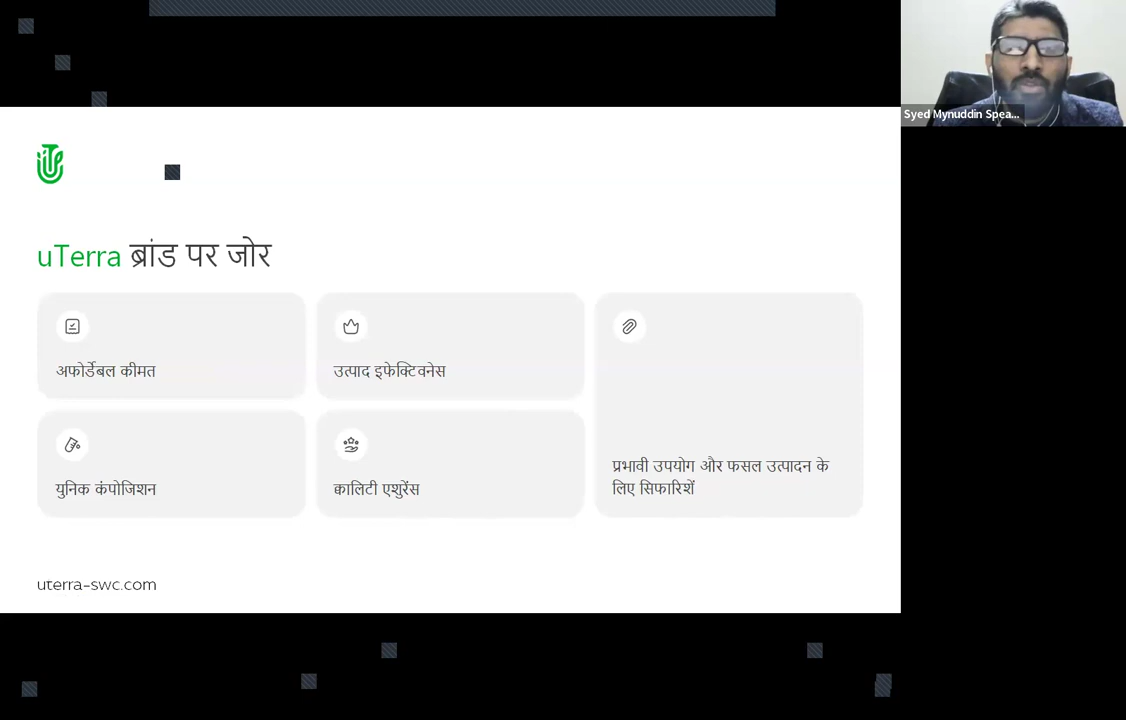 Syed Mynuddin Spea...
uTerra ब्रांड पर जोर
अफोर्डेबल कीमत
उत्पाद इफेक्टिवनेस
युनिक कंपोजिशन
क्वालिटी एशुरेंस
प्रभावी उपयोग और फसल उत्पादन के
लिए सिफारिशें
uterra-swc.com